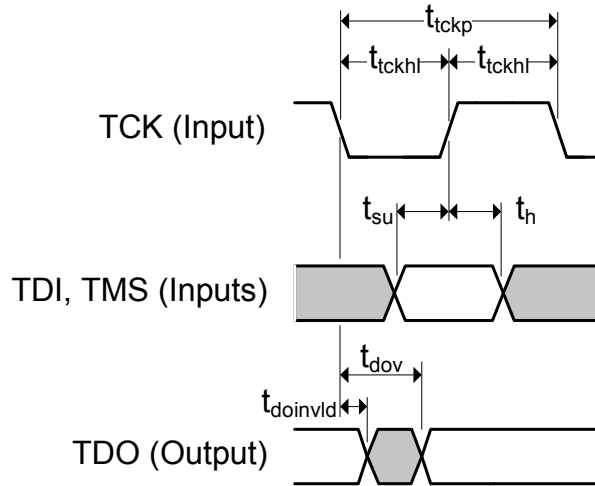 t_tckp
t_tckhl t_tckhl
TCK (Input)
t_su t_h
TDI, TMS (Inputs)
t_dov
t_doinvld
TDO (Output)